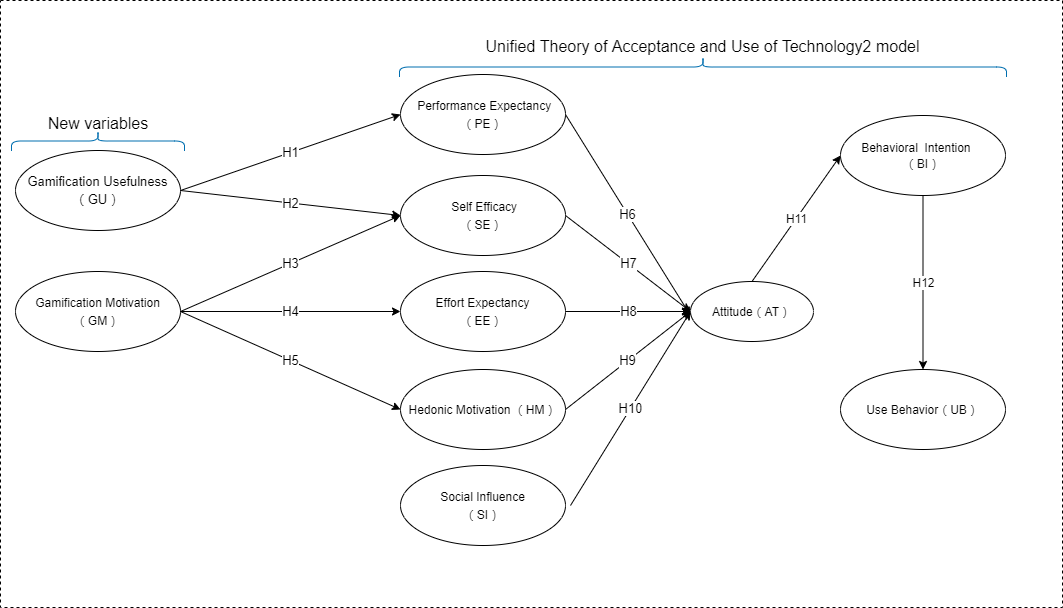 Unified Theory of Acceptance and Use of Technology2 model
New variables
Gamification Usefulness
（GU）
Gamification Motivation
（GM）
H1
H2
H3
H4
H5
Performance Expectancy
（PE）
Self Efficacy
（SE）
Effort Expectancy
（EE）
Hedonic Motivation （HM）
Social Influence
（SI）
H6
H7
H8
H9
H10
Attitude（AT）
H11
Behavioral  Intention
（BI）
H12
Use Behavior（UB）